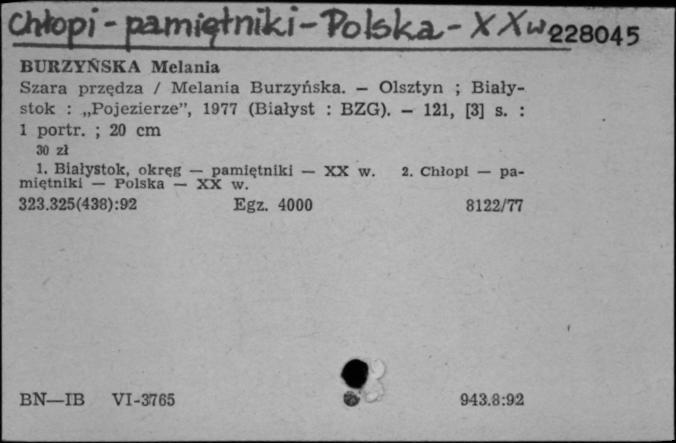 Chłopi - pamiętniki - Polska - XX w 228045
BURZYŃSKA Melania
Szara przędza / Melania Burzyńska. — Olsztyn ; Biały-
stok : „Pojezierze”, 1977 (Białyst : BZG). — 121, [3] s. :
1 portr. ; 20 cm
30 zł
1. Białystok, okręg — pamiętniki — XX w. 2. Chłopi — pa-
miętniki — Polska — XX w.
323.325(438):92 Egz. 4000 8122/77
BN—IB VI-3765 943.8:92